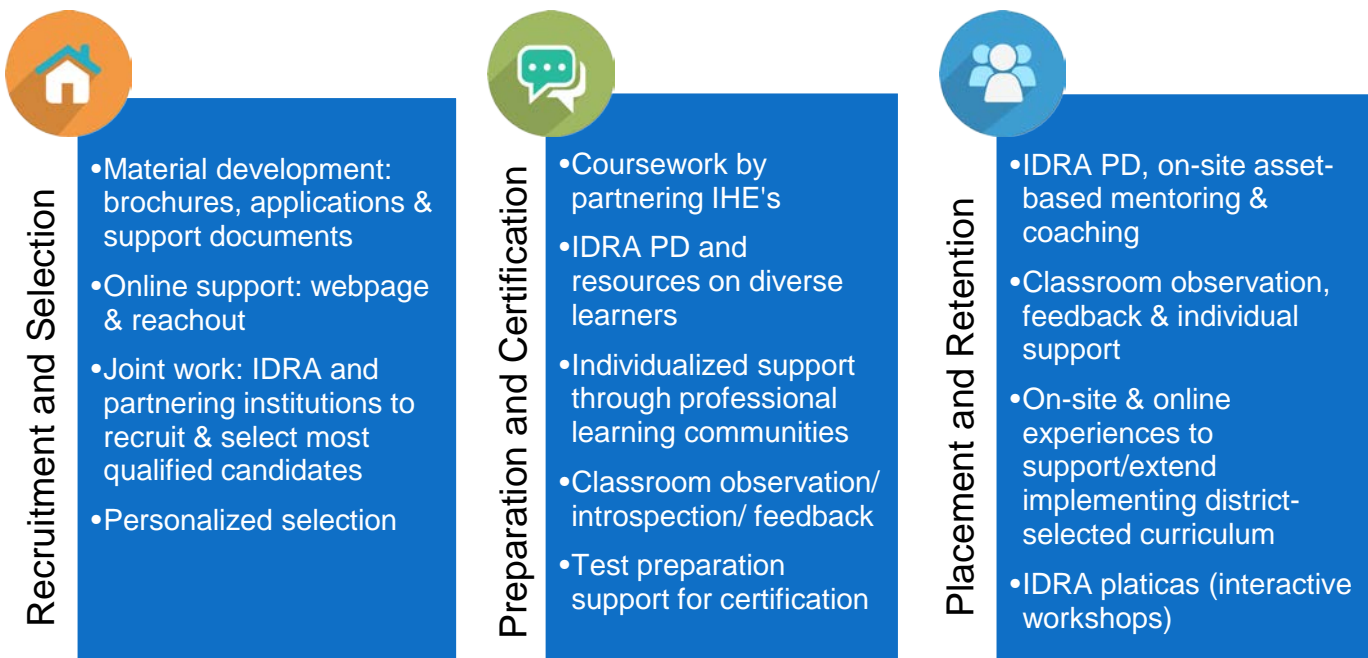 Recruitment and Selection
•Material development:
brochures, applications &
support documents
•Online support: webpage
& reachout
•Joint work: IDRA and
partnering institutions to
recruit & select most
qualified candidates
•Personalized selection
Preparation and Certification
•Coursework by
partnering IHE's
•IDRA PD and
resources on diverse
learners
•Individualized support
through professional
learning communities
•Classroom observation/
introspection/ feedback
•Test preparation
support for certification
Placement and Retention
•IDRA PD, on-site asset-
based mentoring &
coaching
•Classroom observation,
feedback & individual
support
•On-site & online
experiences to
support/extend
implementing district-
selected curriculum
•IDRA platicas (interactive
workshops)